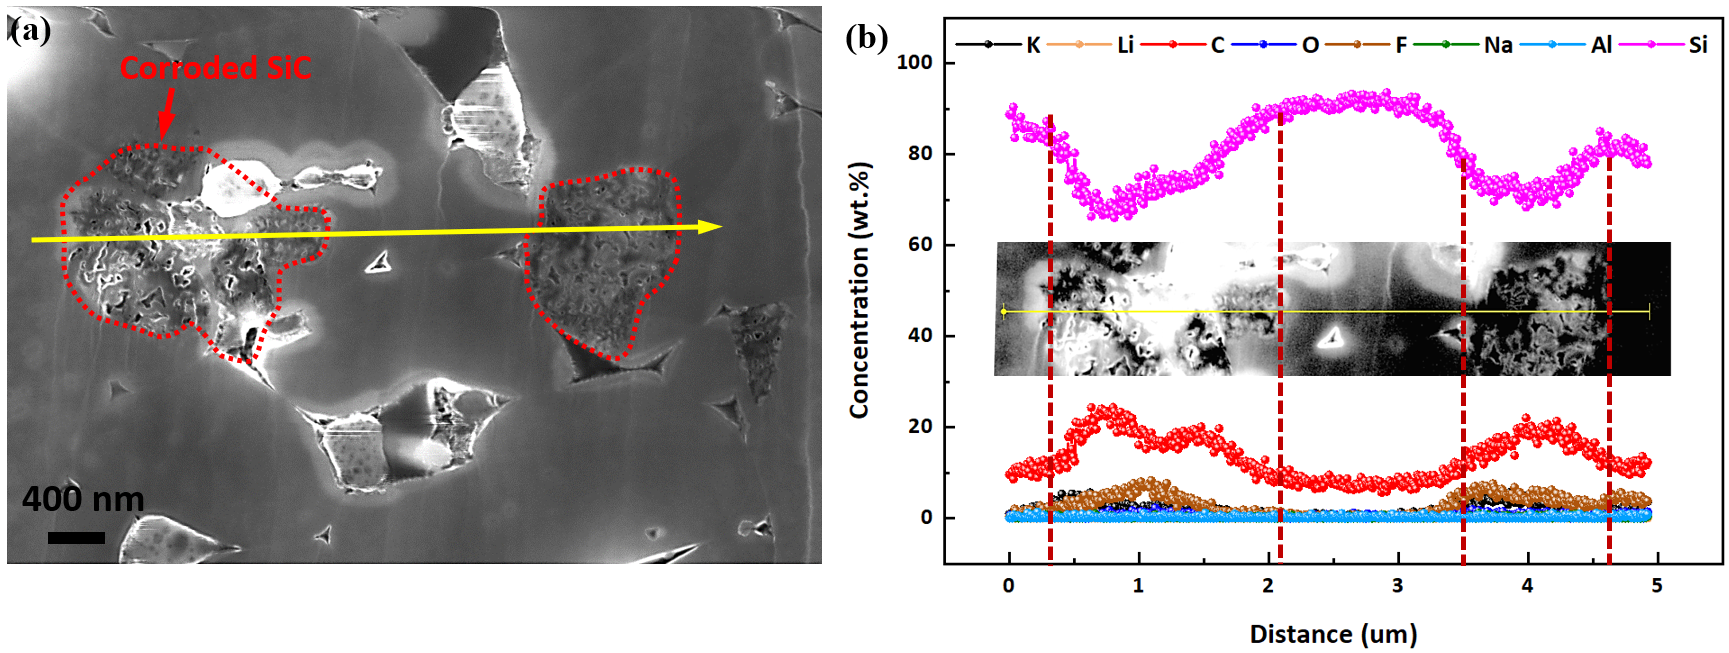 (a)
Corroded SiC
400 nm
(b)
K Li C O F Na Al Si
100
80
60
40
20
0
0 1 2 3 4 5
Concentration (wt.%)
Distance (um)